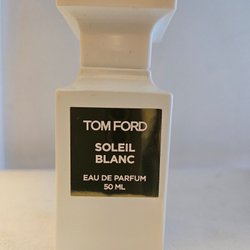 TOM FORD
SOLEIL
BLANC
EAU DE PARFUM
50 ML